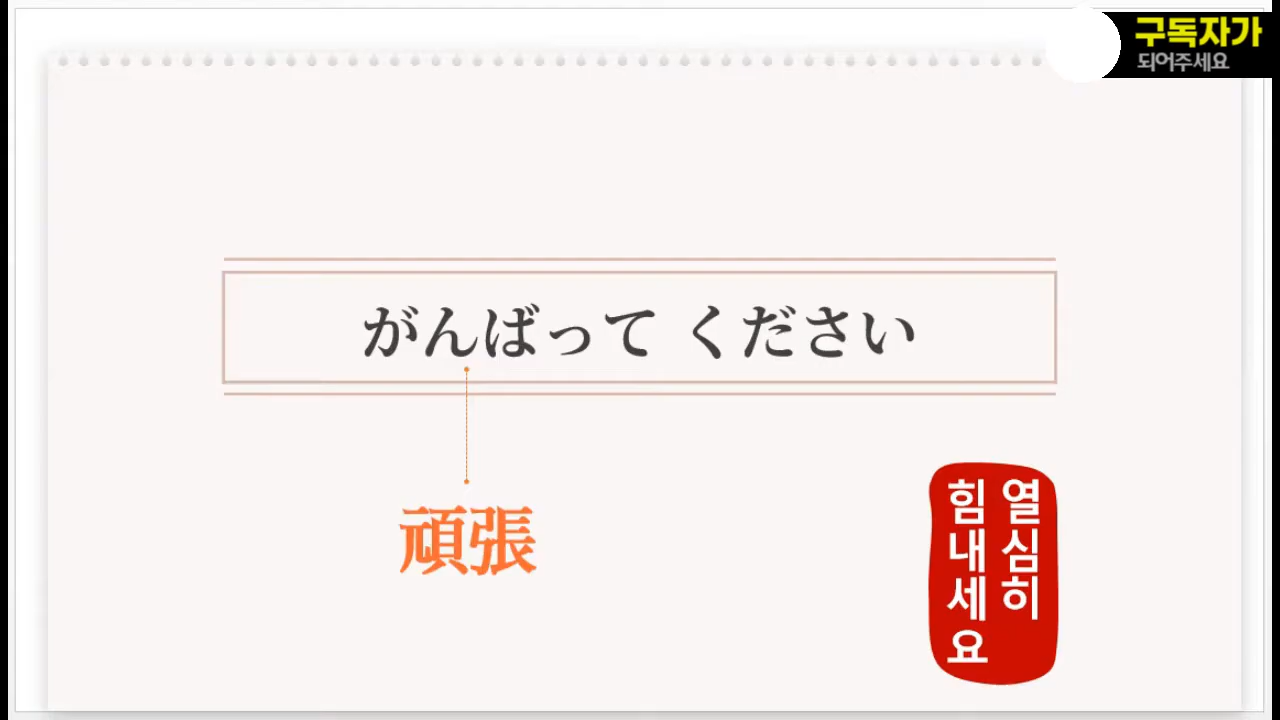 구독자가
되어주세요
がんばって ください
頑張
열심히
힘내세요